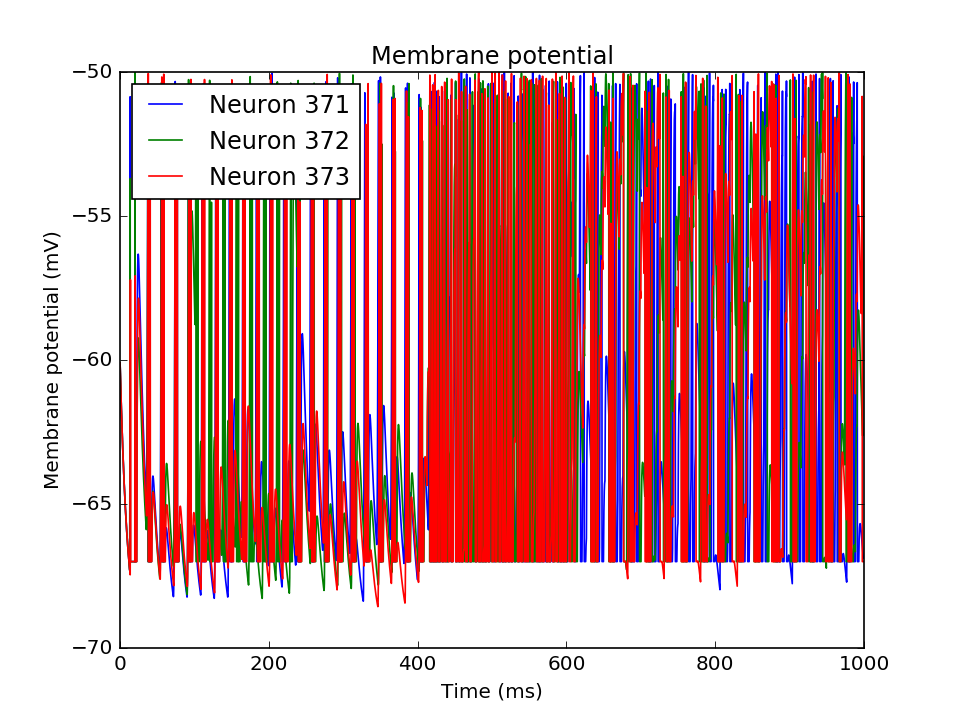 Membrane potential
−50
Neuron 371
Neuron 372
Neuron 373
−55
−60
−65
−70
Membrane potential (mV)
0 200 400 600 800 1000
Time (ms)